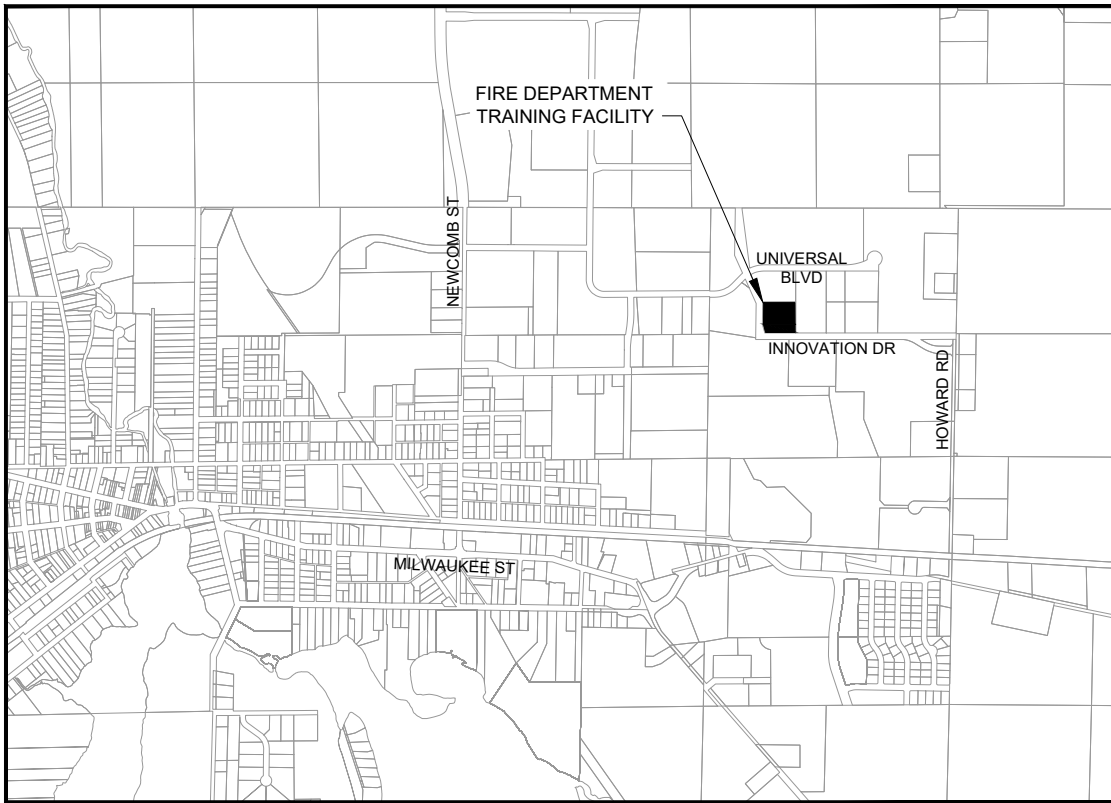 FIRE DEPARTMENT
TRAINING FACILITY
NEWCOMB ST
UNIVERSAL
BLVD
INNOVATION DR
HOWARD RD
MILWAUKEE ST